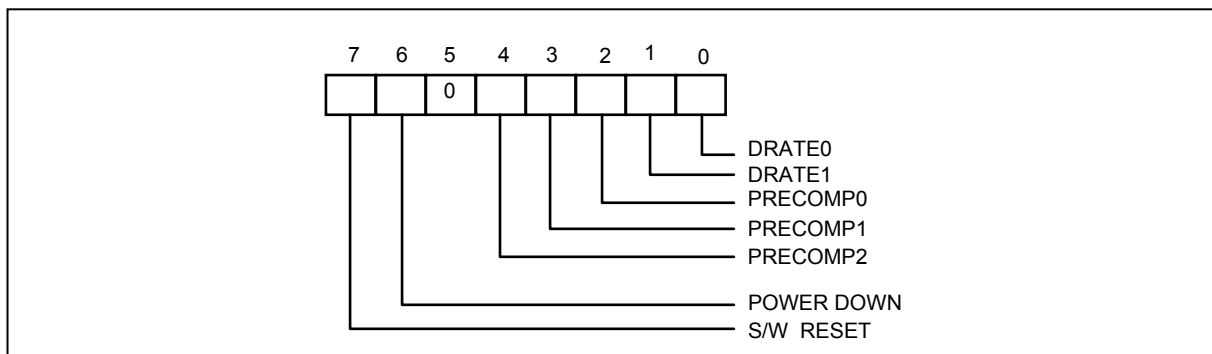 7 6 5 4 3 2 1 0
0
DRATE0
DRATE1
PRECOMP0
PRECOMP1
PRECOMP2
POWER DOWN
S/W RESET